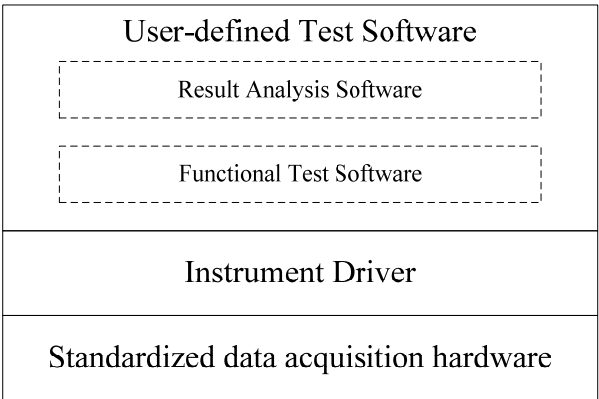 User-defined Test Software
Result Analysis Software
Functional Test Software
Instrument Driver
Standardized data acquisition hardware